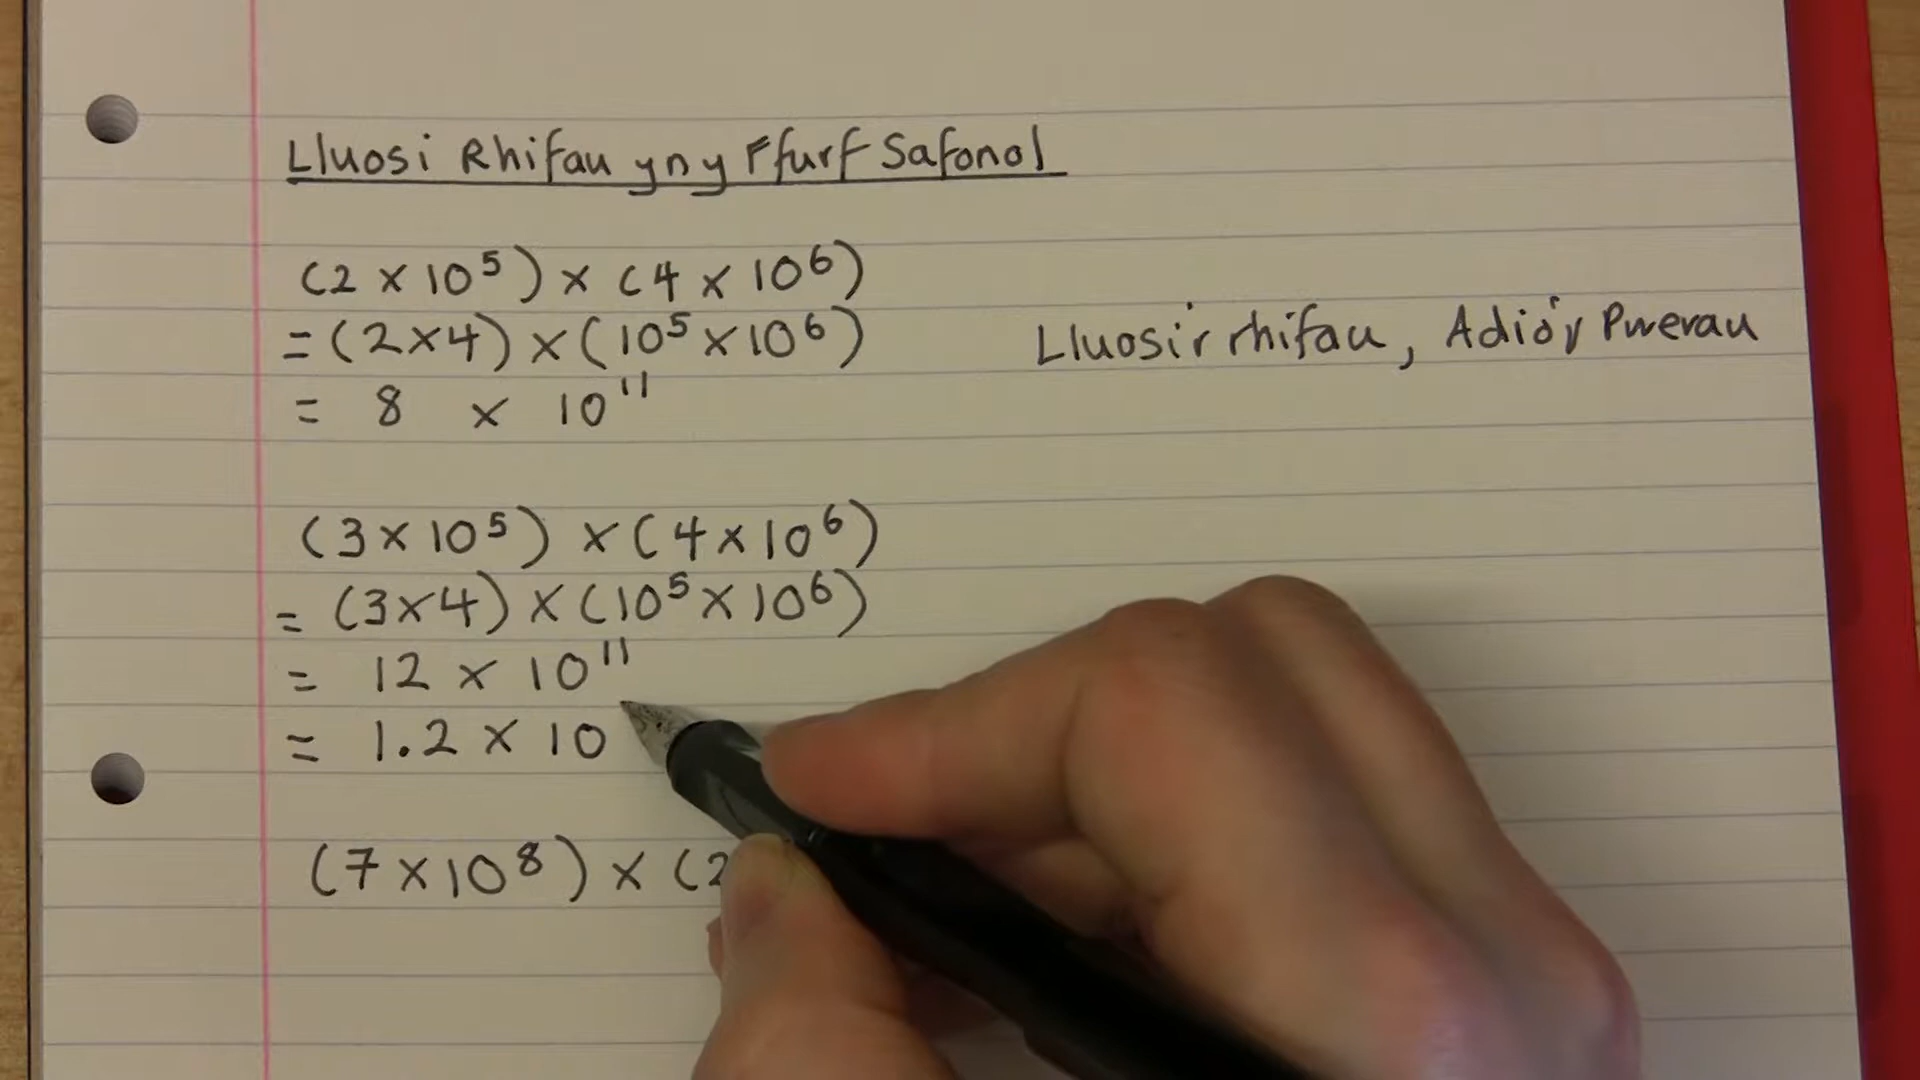 Lluosi Rhifau yn y Ffurf Safonol
(2 × 10⁵) × (4 × 10⁶)
= (2×4) × (10⁵ × 10⁶)
Lluosi'r rhifau, Adio'r Pwerau
= 8 × 10¹¹
(3 × 10⁵) × (4 × 10⁶)
= (3×4) × (10⁵ × 10⁶)
= 12 × 10¹¹
= 1.2 × 10
(7 × 10⁸) × (2